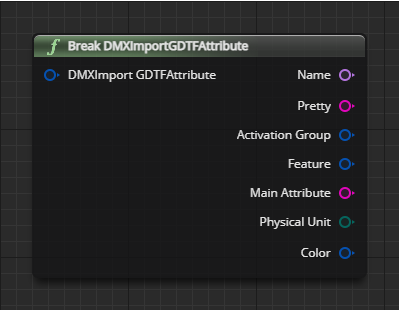 f Break DMXImportGDTFAttribute
DMXImport GDTFAttribute Name
Pretty
Activation Group
Feature
Main Attribute
Physical Unit
Color